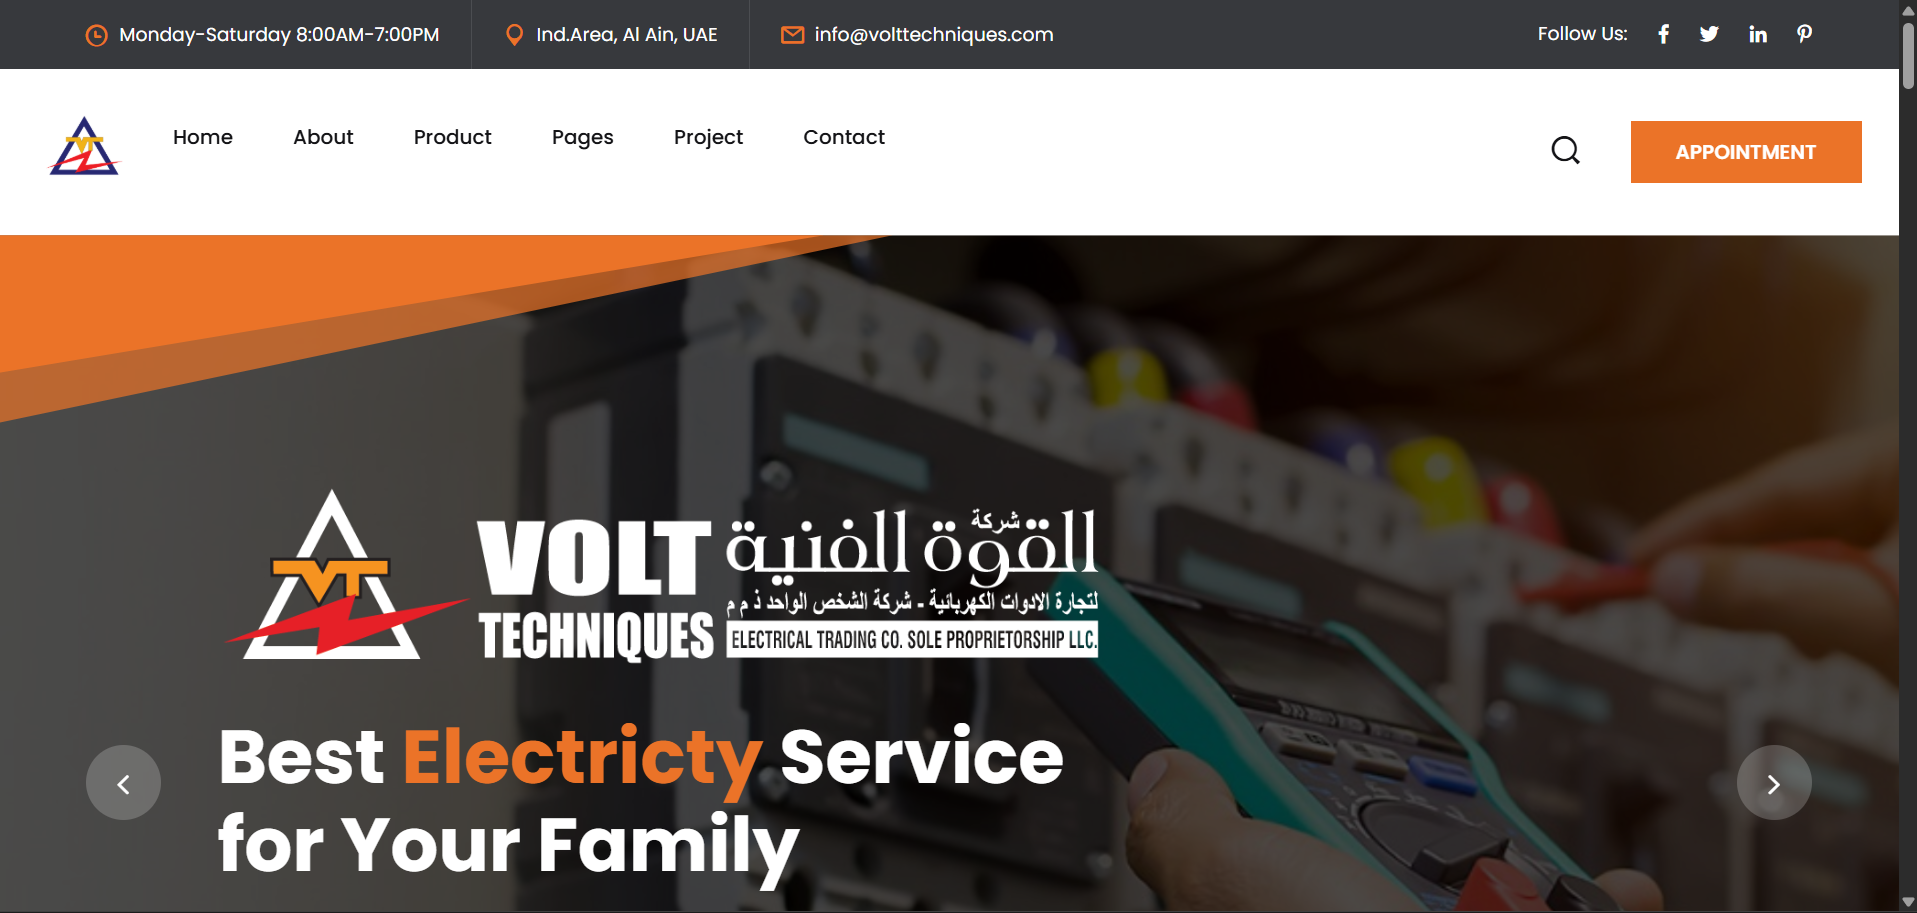 Monday-Saturday 8:00AM-7:00PM
Ind.Area, Al Ain, UAE
info@volttechniques.com
Follow Us:
Home
About
Product
Pages
Project
Contact
APPOINTMENT
VT
VT
VOLT
TECHNIQUES
شركة
القوة الفنية
لتجارة الادوات الكهربائية - شركة الشخص الواحد ذ م م
ELECTRICAL TRADING CO. SOLE PROPRIETORSHIP LLC.
Best Electricty Service
for Your Family